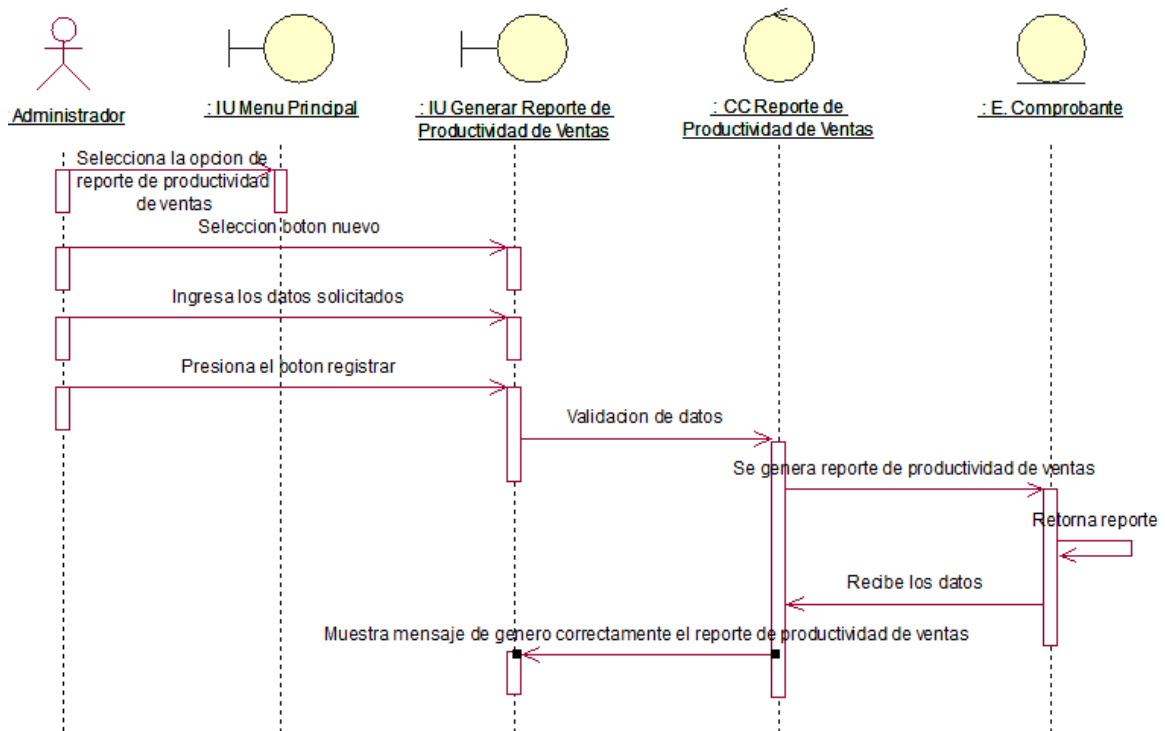 : Administrador
: IU Menu Principal
: IU Generar Reporte de
Productividad de Ventas
: CC Reporte de
Productividad de Ventas
: E. Comprobante
Selecciona la opcion de
reporte de productividad
de ventas
Seleccion boton nuevo
Ingresa los datos solicitados
Presiona el boton registrar
Validacion de datos
Se genera reporte de productividad de ventas
Retorna reporte
Recibe los datos
Muestra mensaje de genero correctamente el reporte de productividad de ventas